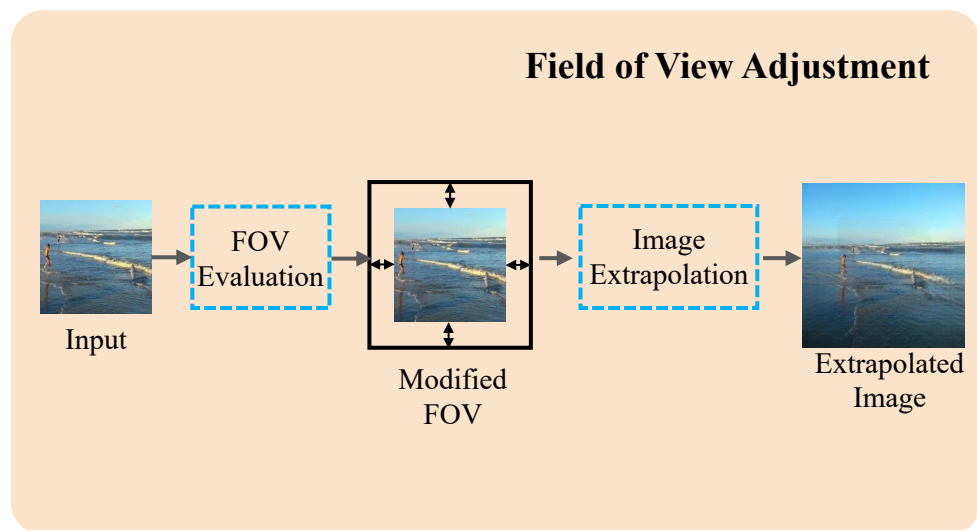 Field of View Adjustment
FOV
Evaluation
Image
Extrapolation
Input
Modified
FOV
Extrapolated
Image